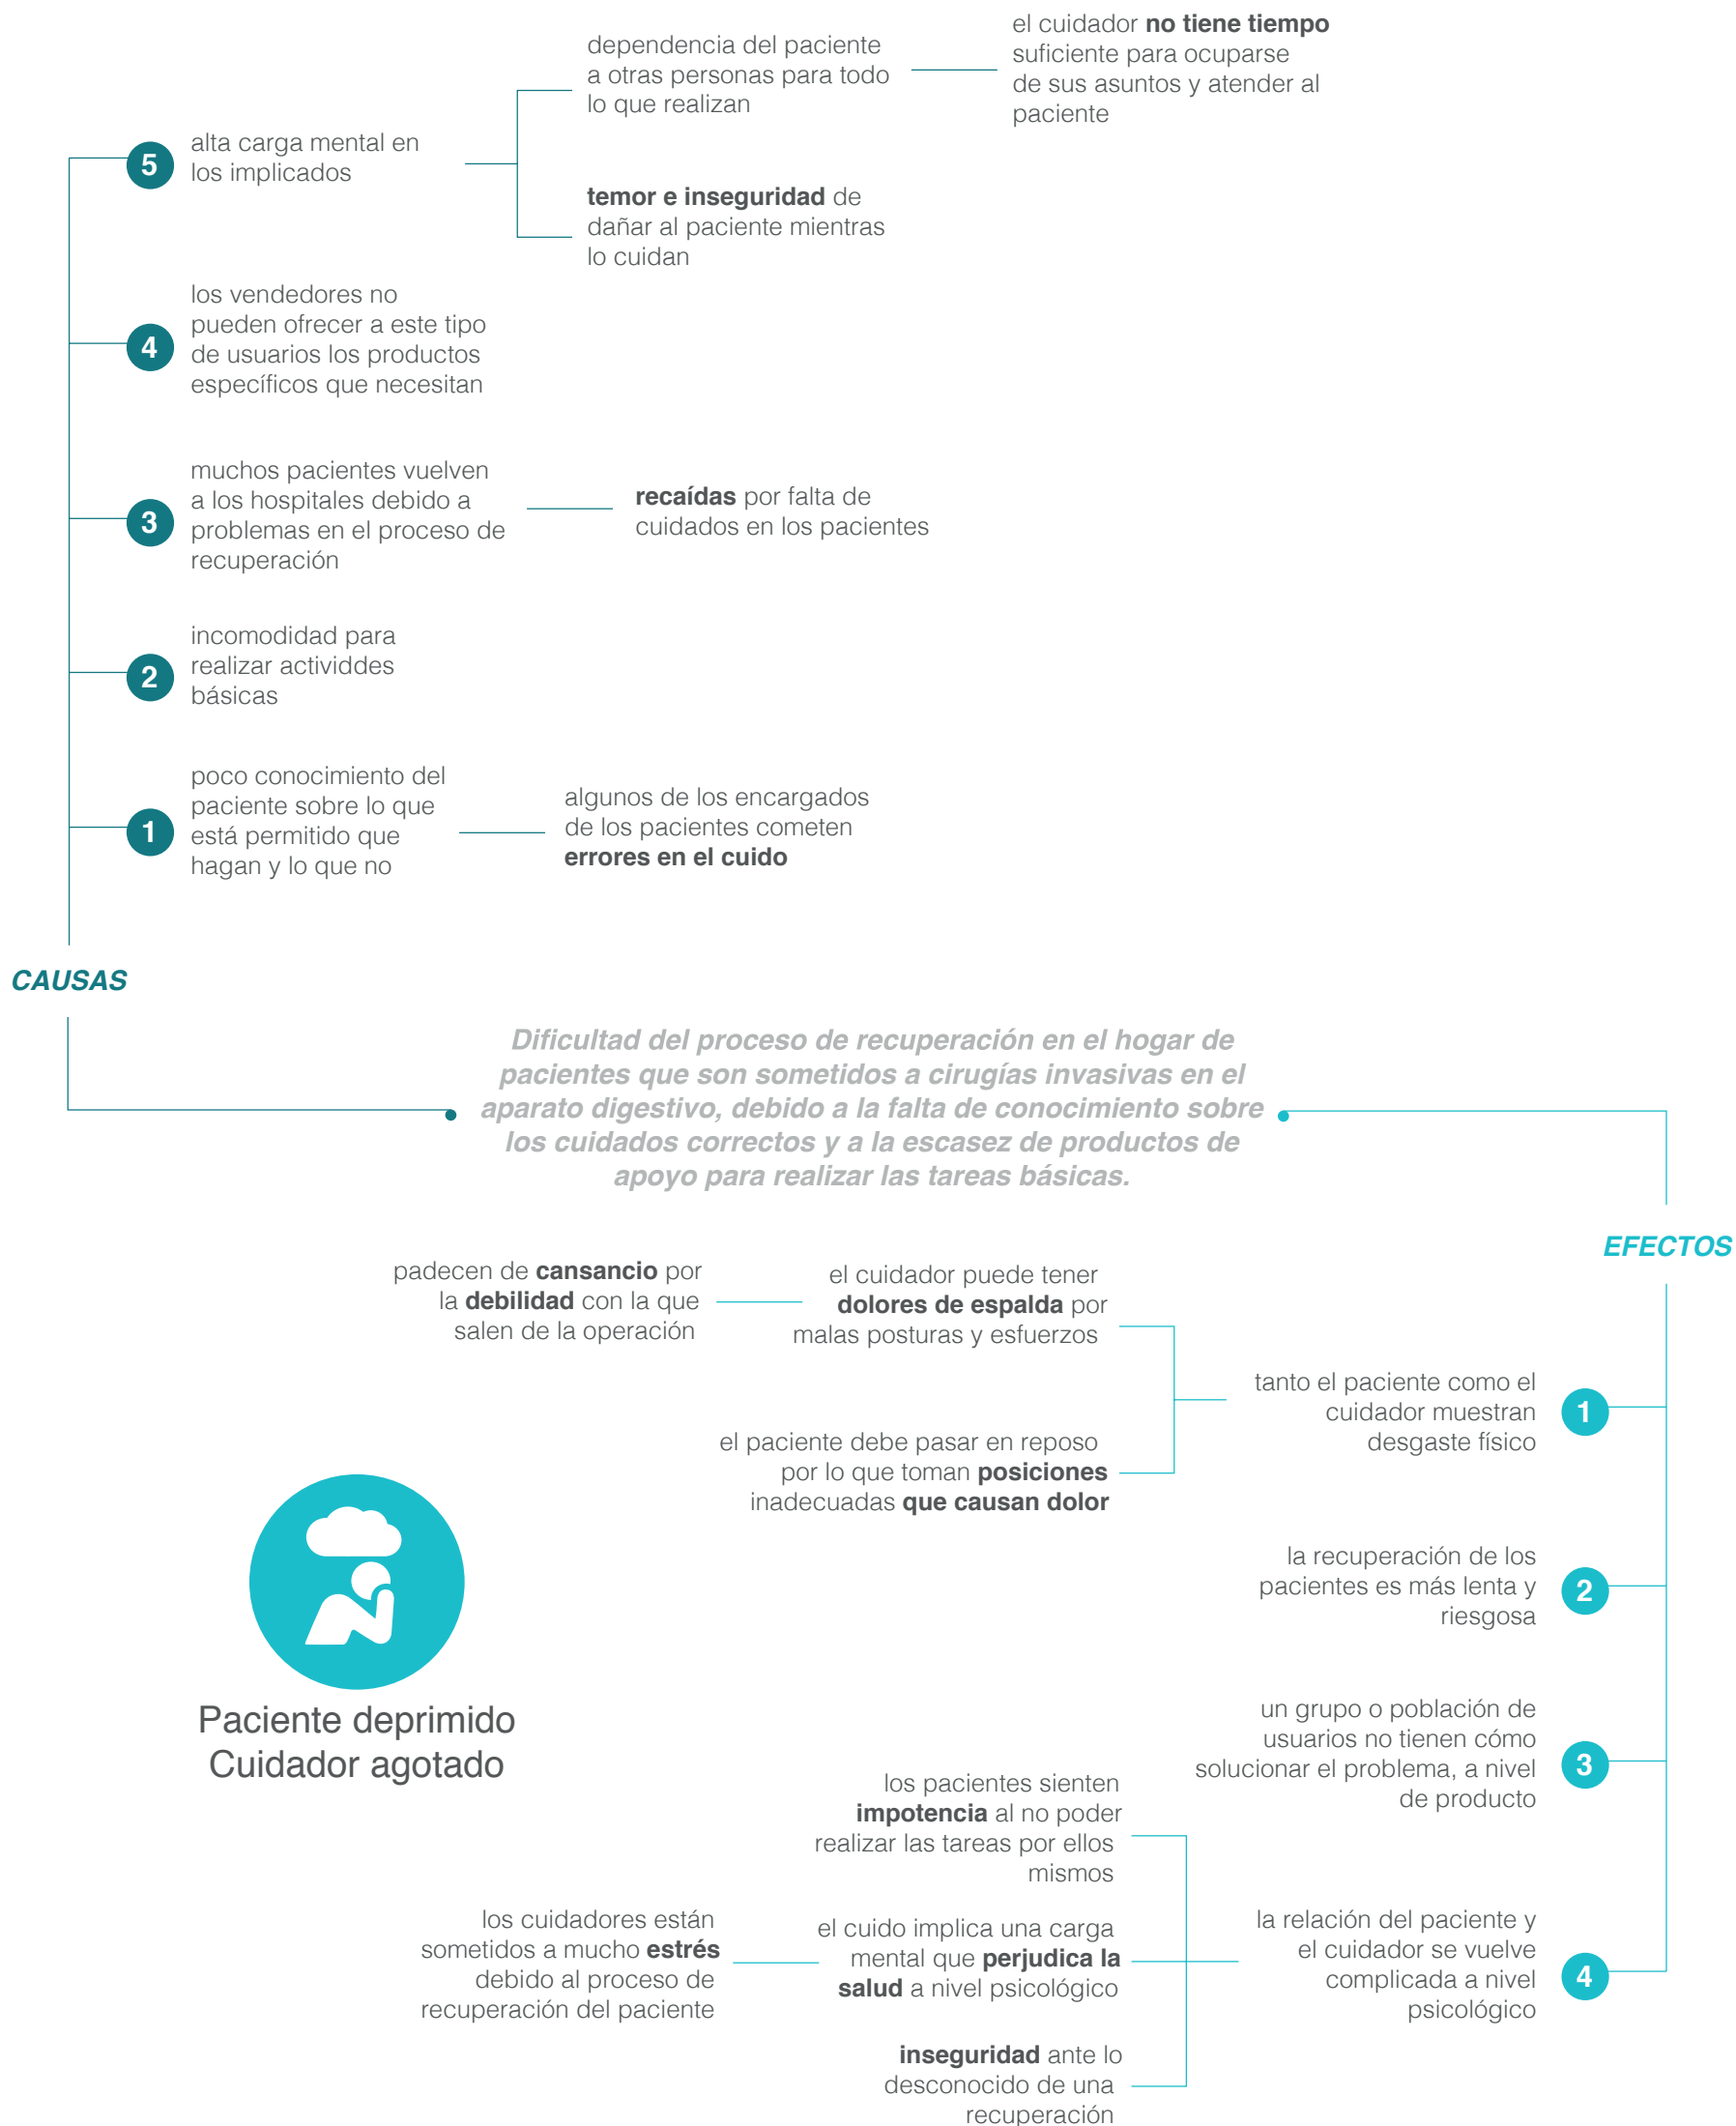 el cuidador no tiene tiempo
suficiente para ocuparse
de sus asuntos y atender al
paciente
dependencia del paciente
a otras personas para todo
lo que realizan
5
alta carga mental en
los implicados
temor e inseguridad de
dañar al paciente mientras
lo cuidan
4
los vendedores no
pueden ofrecer a este tipo
de usuarios los productos
específicos que necesitan
3
muchos pacientes vuelven
a los hospitales debido a
problemas en el proceso de
recuperación
recaídas por falta de
cuidados en los pacientes
2
incomodidad para
realizar actividdes
básicas
1
poco conocimiento del
paciente sobre lo que
está permitido que
hagan y lo que no
algunos de los encargados
de los pacientes cometen
errores en el cuido
CAUSAS
Dificultad del proceso de recuperación en el hogar de
pacientes que son sometidos a cirugías invasivas en el
aparato digestivo, debido a la falta de conocimiento sobre
los cuidados correctos y a la escasez de productos de
apoyo para realizar las tareas básicas.
EFECTOS
padecen de cansancio por
la debilidad con la que
salen de la operación
el cuidador puede tener
dolores de espalda por
malas posturas y esfuerzos
tanto el paciente como el
cuidador muestran
desgaste físico
1
el paciente debe pasar en reposo
por lo que toman posiciones
inadecuadas que causan dolor
la recuperación de los
pacientes es más lenta y
riesgosa
2
Paciente deprimido
Cuidador agotado
un grupo o población de
usuarios no tienen cómo
solucionar el problema, a nivel
de producto
3
los pacientes sienten
impotencia al no poder
realizar las tareas por ellos
mismos
los cuidadores están
sometidos a mucho estrés
debido al proceso de
recuperación del paciente
el cuido implica una carga
mental que perjudica la
salud a nivel psicológico
la relación del paciente y
el cuidador se vuelve
complicada a nivel
psicológico
4
inseguridad ante lo
desconocido de una
recuperación